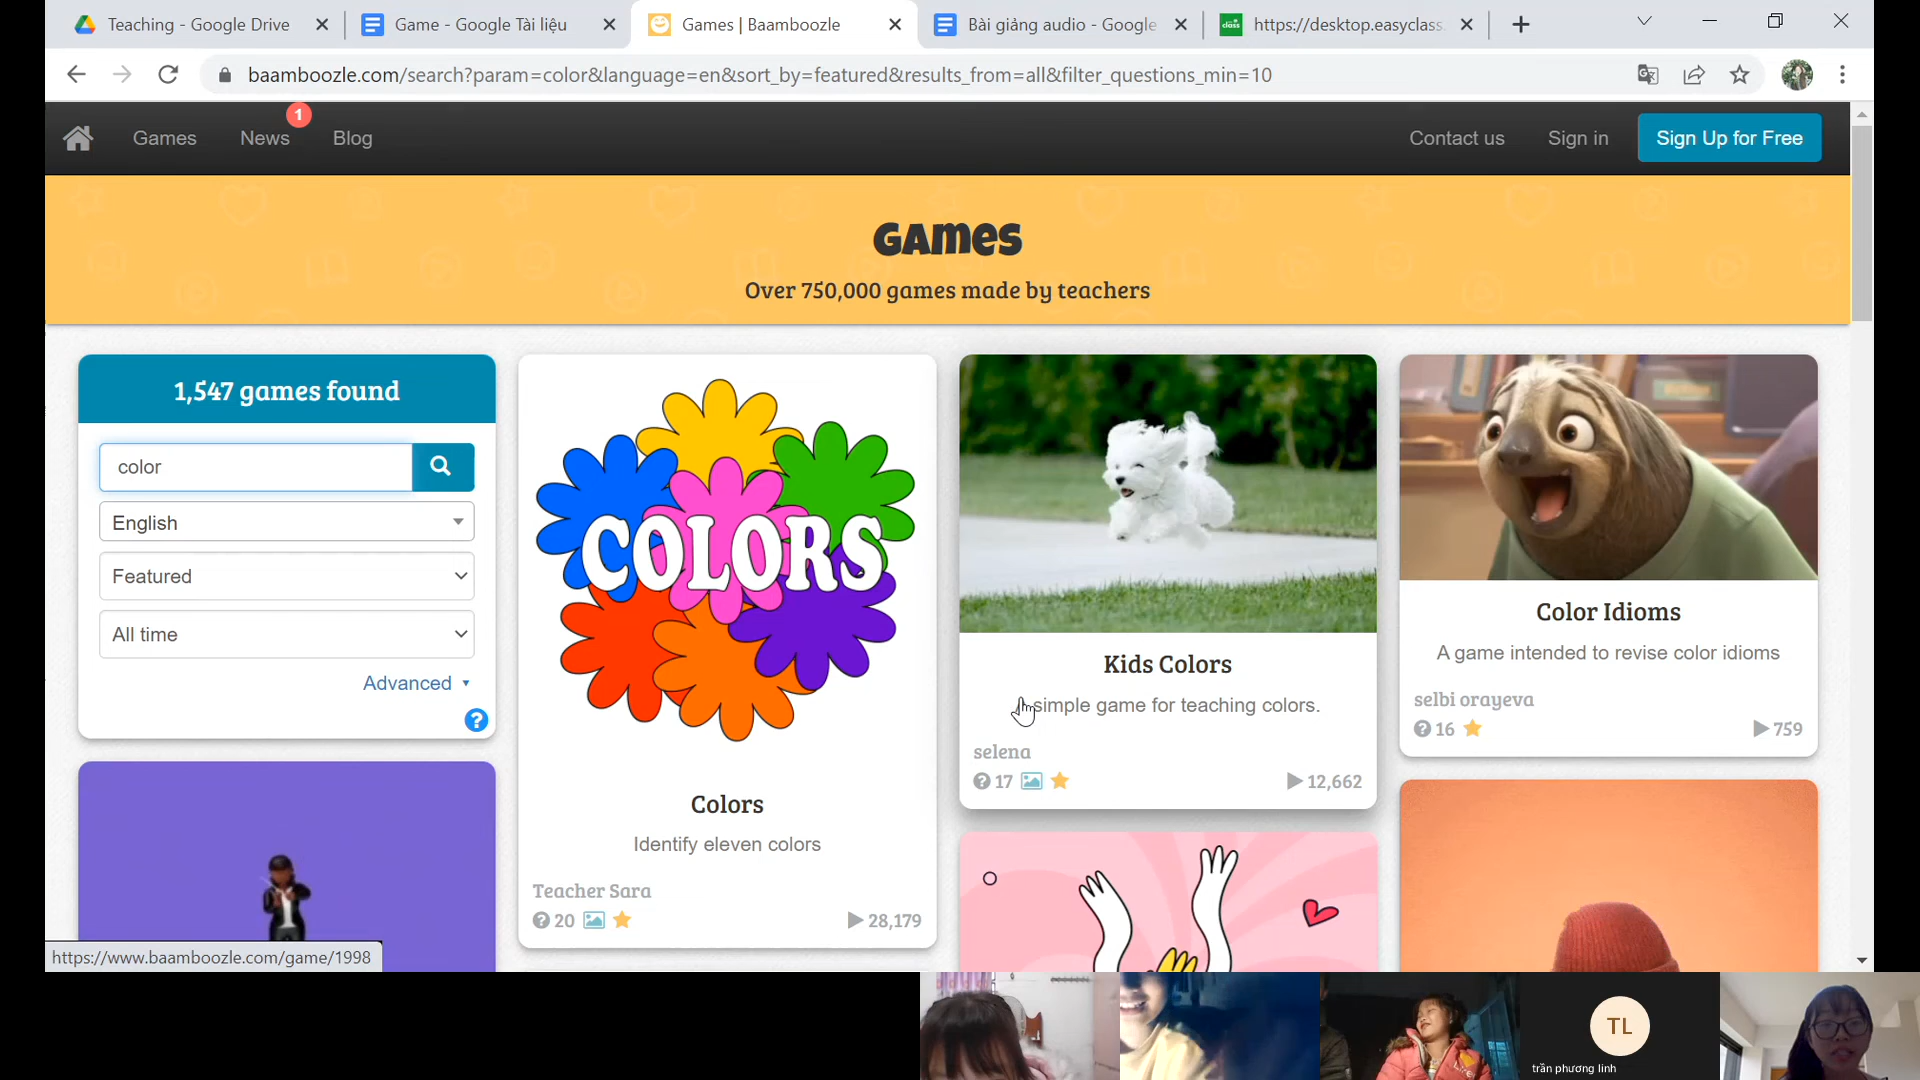 Teaching - Google Drive
Game - Google Tài liệu
Games | Baamboozle
Bài giảng audio - Google
class
https://desktop.easyclass.
baamboozle.com/search?param=color&language=en&sort_by=featured&results_from=all&filter_questions_min=10
Games
News
1
Blog
Contact us
Sign in
Sign Up for Free
Games
Over 750,000 games made by teachers
1,547 games found
color
English
Featured
All time
Advanced
?
COLORS
Colors
Identify eleven colors
Teacher Sara
20
28,179
Kids Colors
A simple game for teaching colors.
selena
17
12,662
Color Idioms
A game intended to revise color idioms
selbi orayeva
16
759
https://www.baamboozle.com/game/1998
TL
trần phương linh